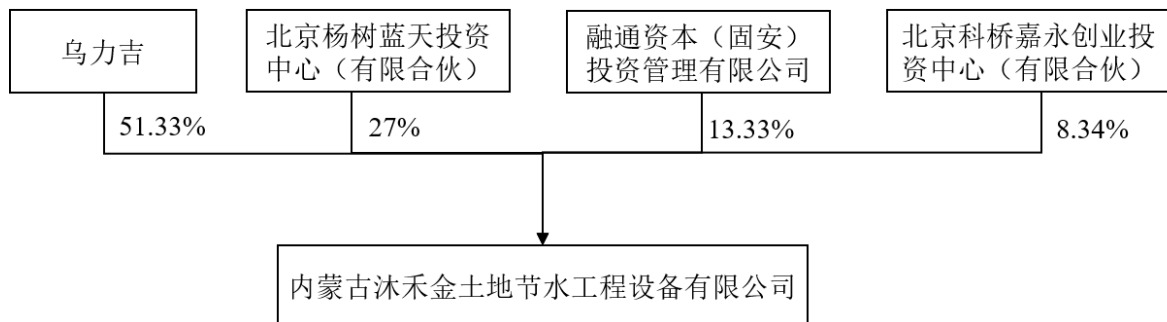 乌力吉
北京杨树蓝天投资
中心（有限合伙）
融通资本（固安）
投资管理有限公司
北京科桥嘉永创业投
资中心（有限合伙）
51.33%
27%
13.33%
8.34%
内蒙古沐禾金土地节水工程设备有限公司